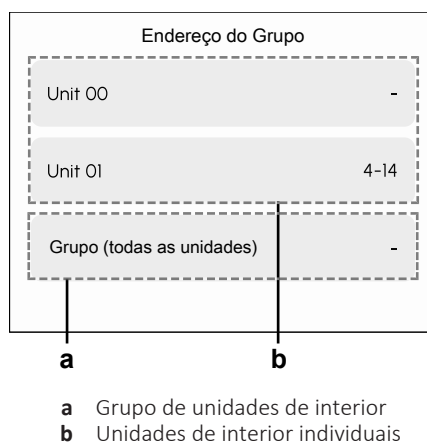 Endereço do Grupo
Unit 00 -
Unit 01 4-14
Grupo (todas as unidades) -
a b
a Grupo de unidades de interior
b Unidades de interior individuais